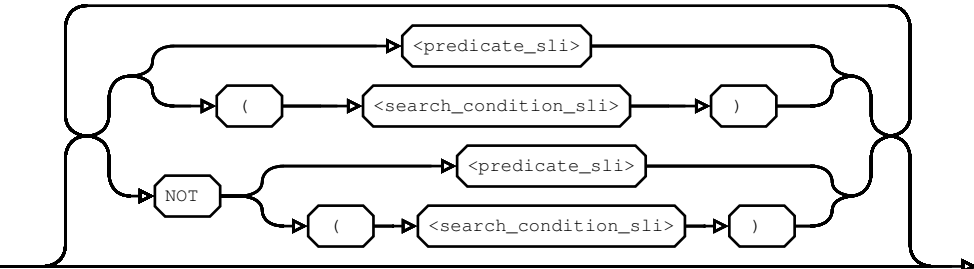 <predicate_sli>
( <search_condition_sli> )
<predicate_sli>
NOT
( <search_condition_sli> )